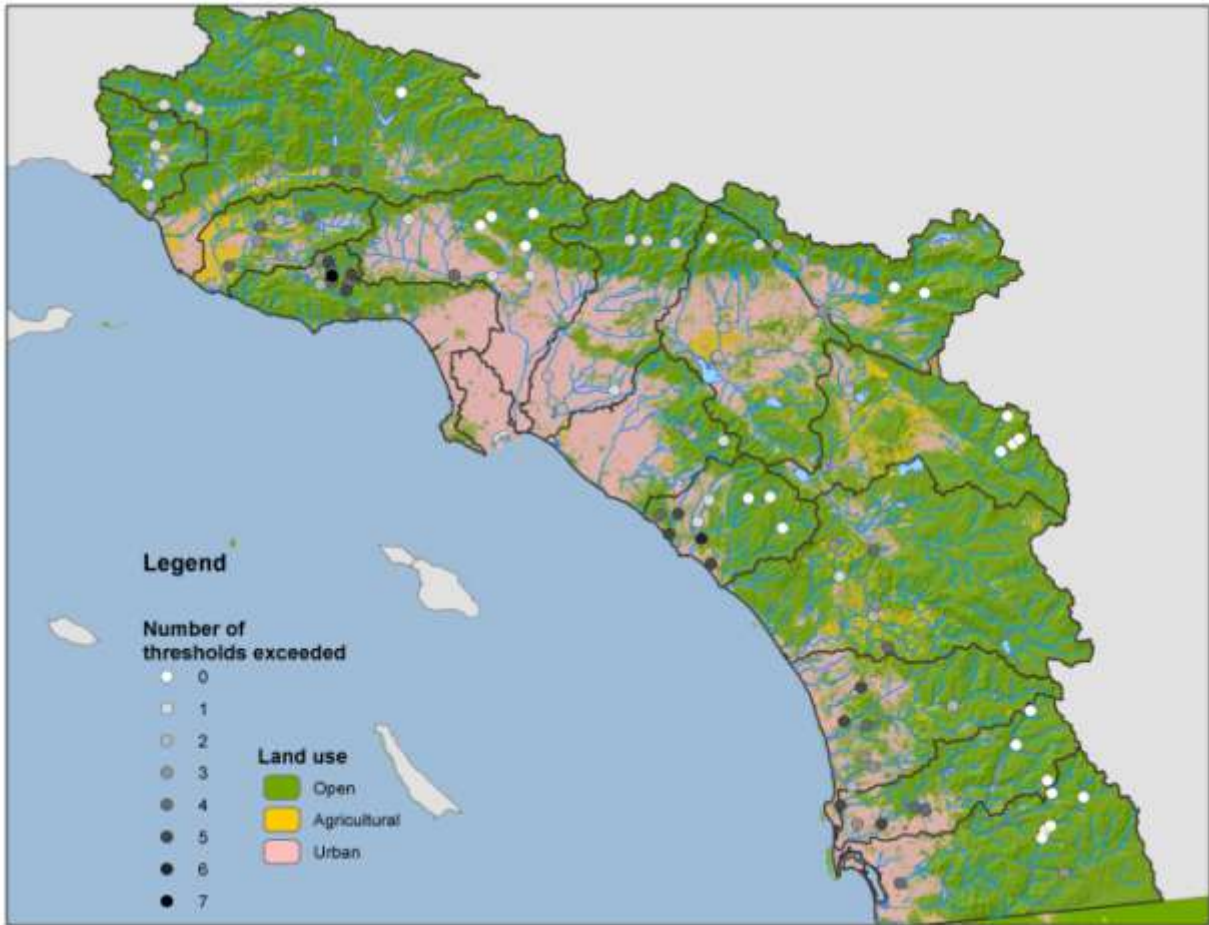 Legend
Number of
thresholds exceeded
0
1
2
3
4
5
6
7
Land use
Open
Agricultural
Urban